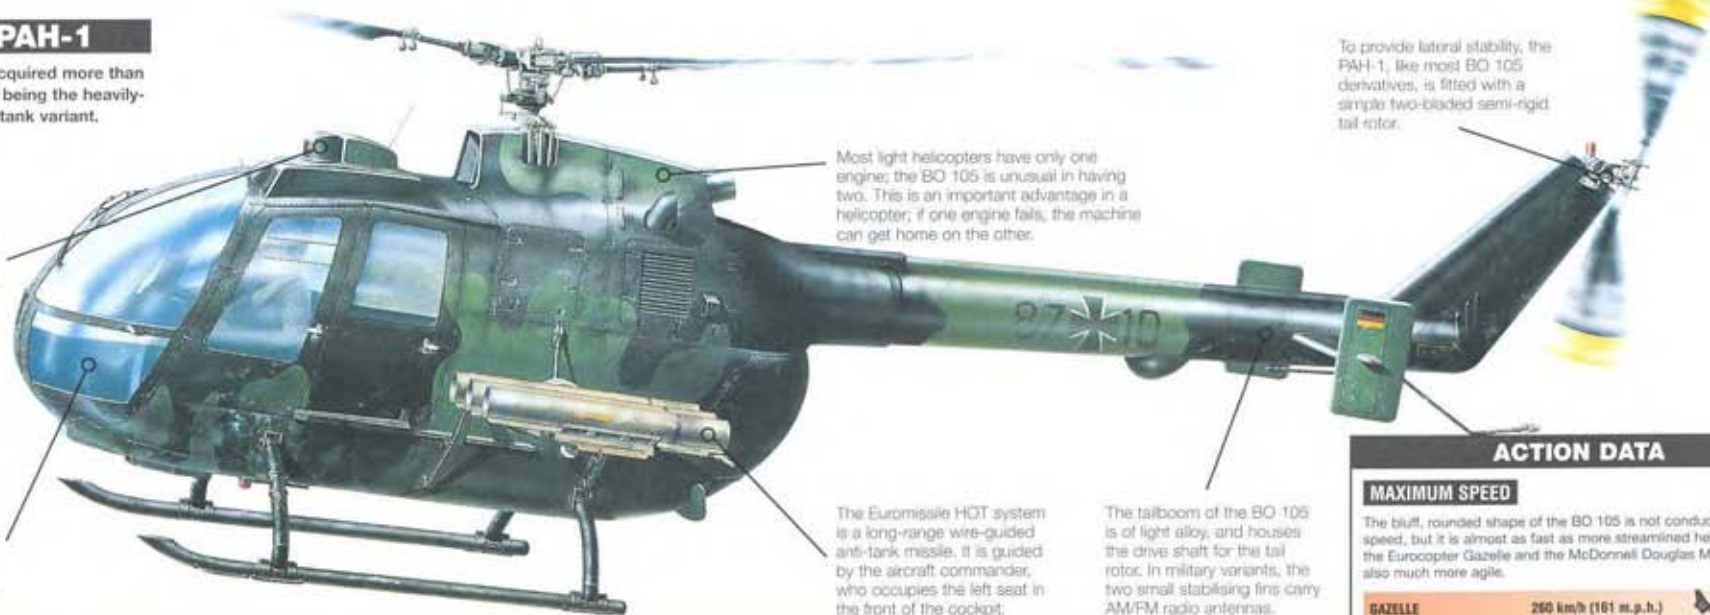 PAH-1
cquired more than
being the heavily-
tank variant.
To provide lateral stability, the
PAH-1, like most BO 105
derivatives, is fitted with a
simple two-bladed semi-rigid
tail rotor.
Most light helicopters have only one
engine; the BO 105 is unusual in having
two. This is an important advantage in a
helicopter; if one engine fails, the machine
can get home on the other.
87 10
The Euromissile HOT system
is a long-range wire-guided
anti-tank missile. It is guided
by the aircraft commander,
who occupies the left seat in
the front of the cockpit.
The tailboom of the BO 105
is of light alloy, and houses
the drive shaft for the tail
rotor. In military variants, the
two small stabilising fins carry
AM/FM radio antennas.
ACTION DATA
MAXIMUM SPEED
The bluff, rounded shape of the BO 105 is not conduc
speed, but it is almost as fast as more streamlined he
the Eurocopter Gazelle and the McDonnell Douglas M
also much more agile.
GAZELLE 260 km/h (161 m.p.h.)